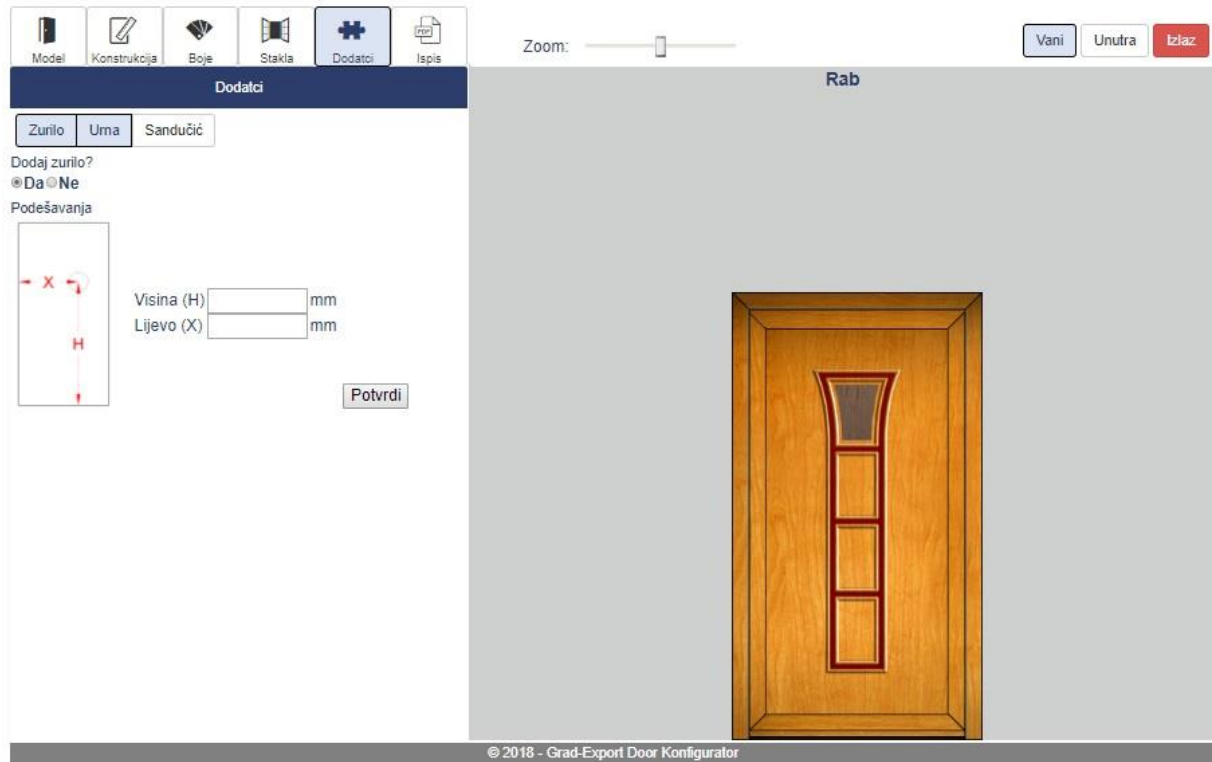 Model Konstrukcija Boje Stakla Dodatci Ispis
PDF
Zoom:
Vani Unutra Izlaz
Dodatci
Rab
Zurilo Urna Sandučić
Dodaj zurilo?
Da Ne
Podešavanja
X
H
Visina (H) mm
Lijevo (X) mm
Potvrdi
© 2018 - Grad-Export Door Konfigurator